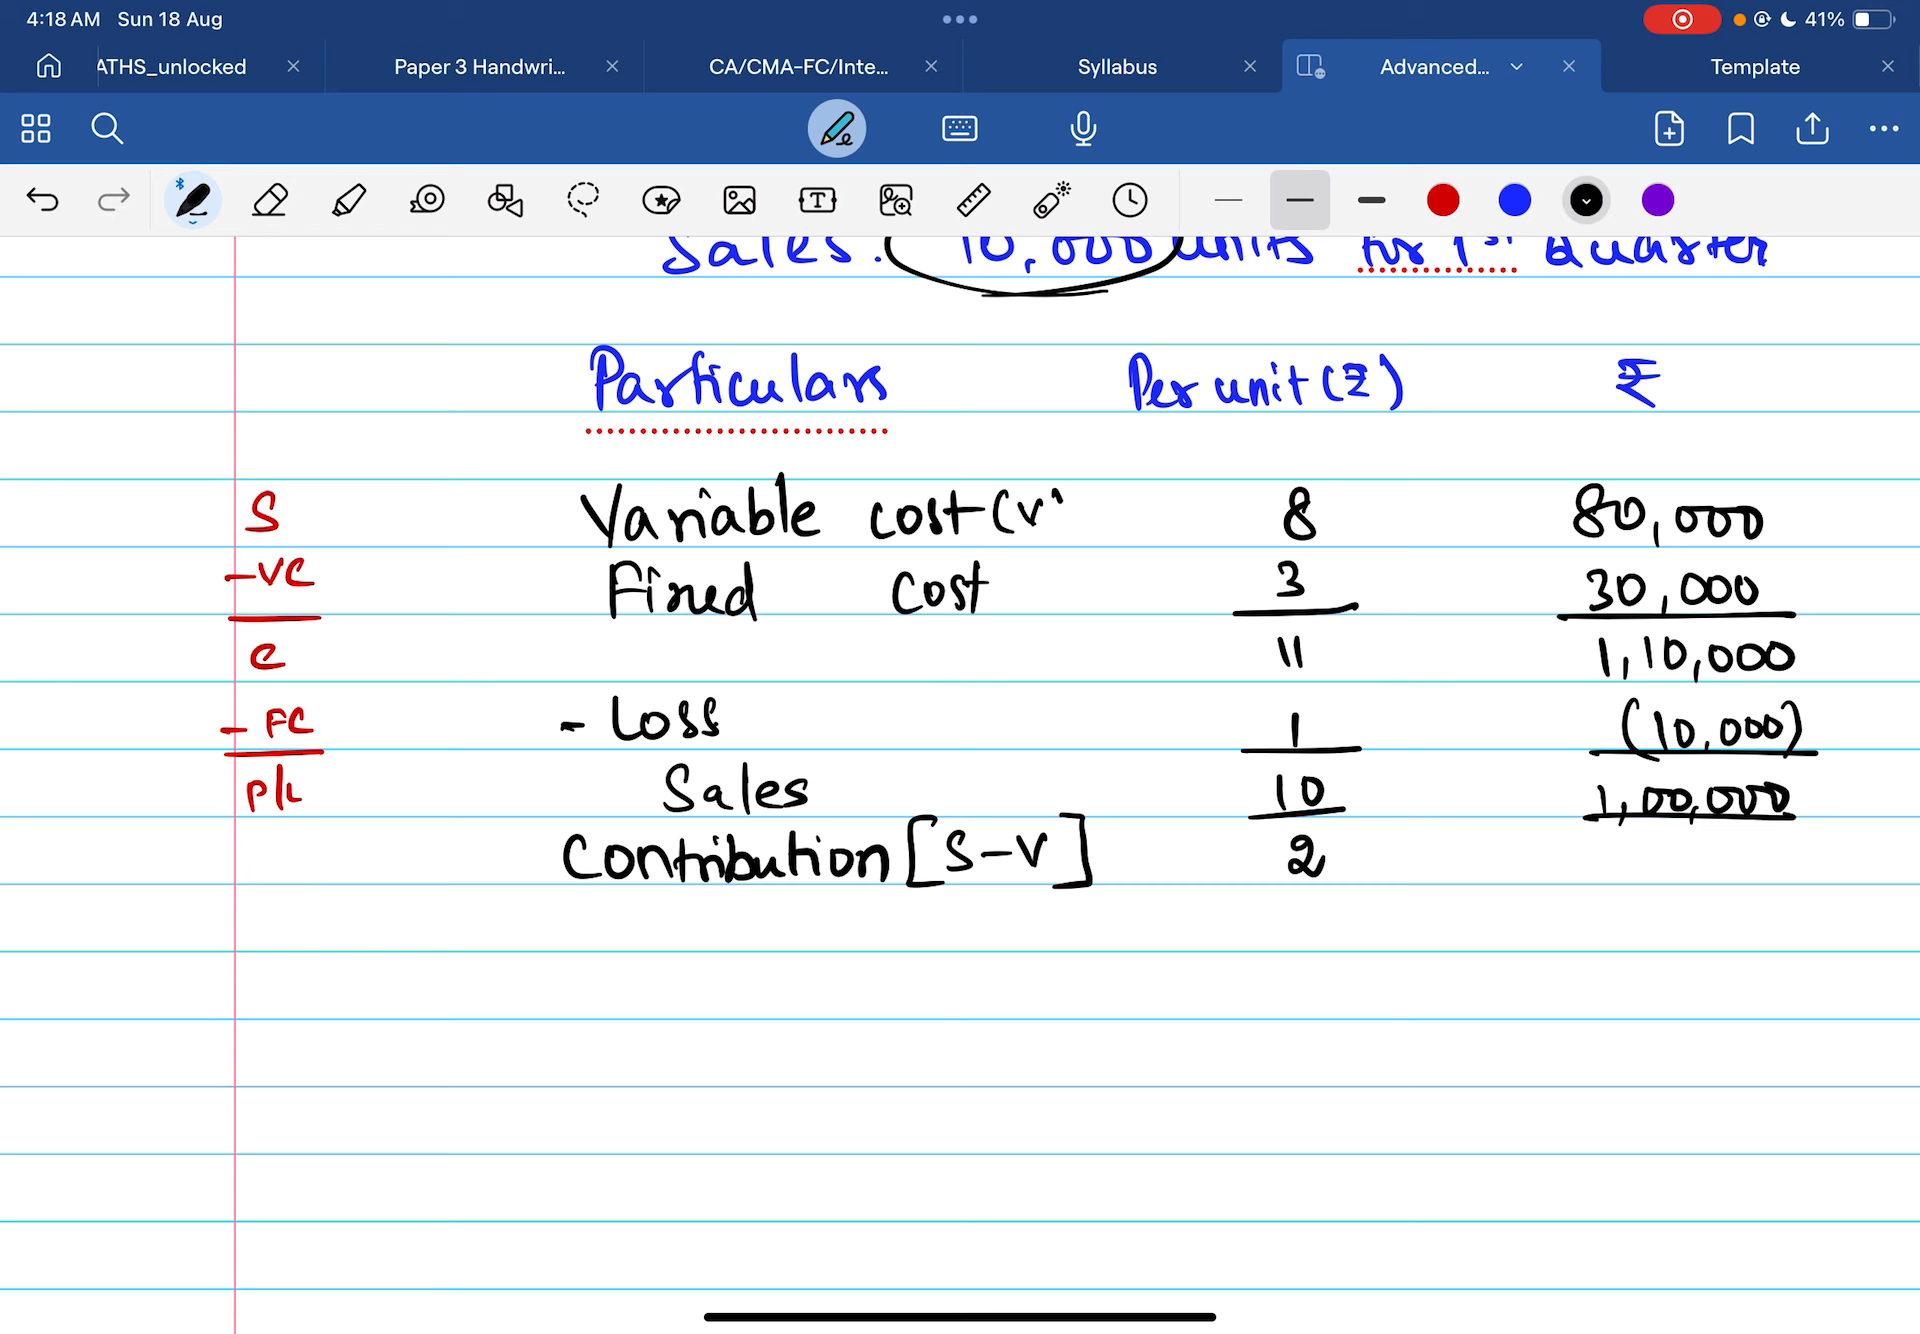 4:18 AM Sun 18 Aug
41%
ATHS_unlocked
Paper 3 Handwri...
CA/CMA-FC/Inte...
Syllabus
Advanced...
Template
Sales: 10,000 units for 1st Quarter
Particulars Per unit (₹) ₹
S Variable cost (v) 8 80,000
-VC Fixed cost 3 30,000
C 11 1,10,000
- FC - Loss 1 (10,000)
P/L Sales 10 1,00,000
Contribution [S-V] 2